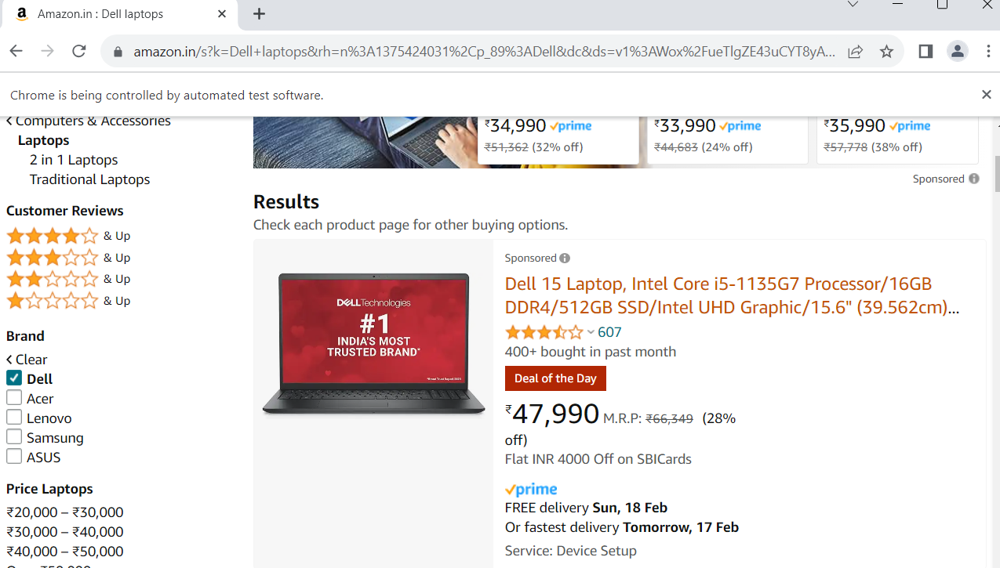 Amazon.in : Dell laptops
amazon.in/s?k=Dell+laptops&rh=n%3A1375424031%2Cp_89%3ADell&dc&ds=v1%3AWox%2FueTlgZE43uCYT8yA...
Chrome is being controlled by automated test software.
Computers & Accessories
Laptops
2 in 1 Laptops
Traditional Laptops
Customer Reviews
& Up
& Up
& Up
& Up
Brand
Clear
Dell
Acer
Lenovo
Samsung
ASUS
Price Laptops
₹20,000 – ₹30,000
₹30,000 – ₹40,000
₹40,000 – ₹50,000
₹34,990 prime
₹51,362 (32% off)
₹33,990 prime
₹44,683 (24% off)
₹35,990 prime
₹57,778 (38% off)
Sponsored
Results
Check each product page for other buying options.
DELLTechnologies
#1
INDIA'S MOST
TRUSTED BRAND*
Sponsored
Dell 15 Laptop, Intel Core i5-1135G7 Processor/16GB
DDR4/512GB SSD/Intel UHD Graphic/15.6" (39.562cm)...
607
400+ bought in past month
Deal of the Day
₹47,990 M.R.P: ₹66,349 (28%
off)
Flat INR 4000 Off on SBICards
prime
FREE delivery Sun, 18 Feb
Or fastest delivery Tomorrow, 17 Feb
Service: Device Setup